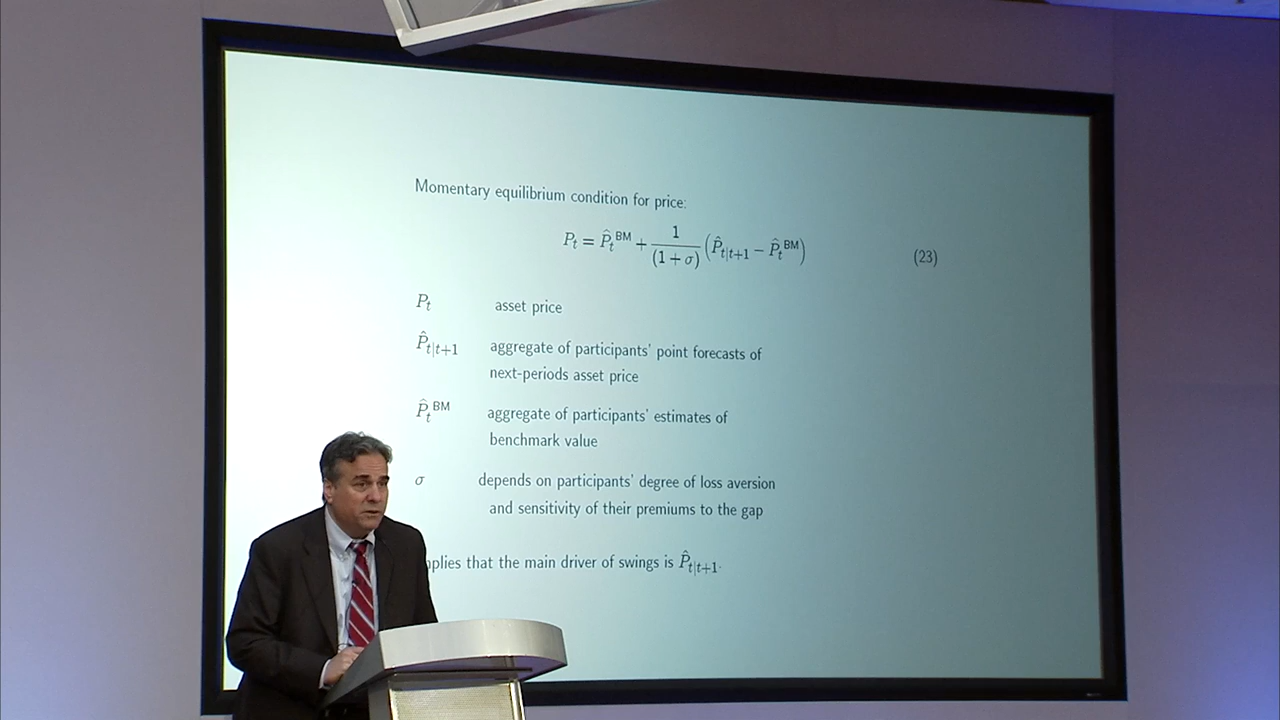 Momentary equilibrium condition for price:
P_t = P̂_t^BM + 1/(1+σ) (P̂_t|t+1 − P̂_t^BM) (23)
P_t asset price
P̂_t|t+1 aggregate of participants' point forecasts of
next-periods asset price
P̂_t^BM aggregate of participants' estimates of
benchmark value
σ depends on participants' degree of loss aversion
and sensitivity of their premiums to the gap
that the main driver of swings is P̂_t|t+1.